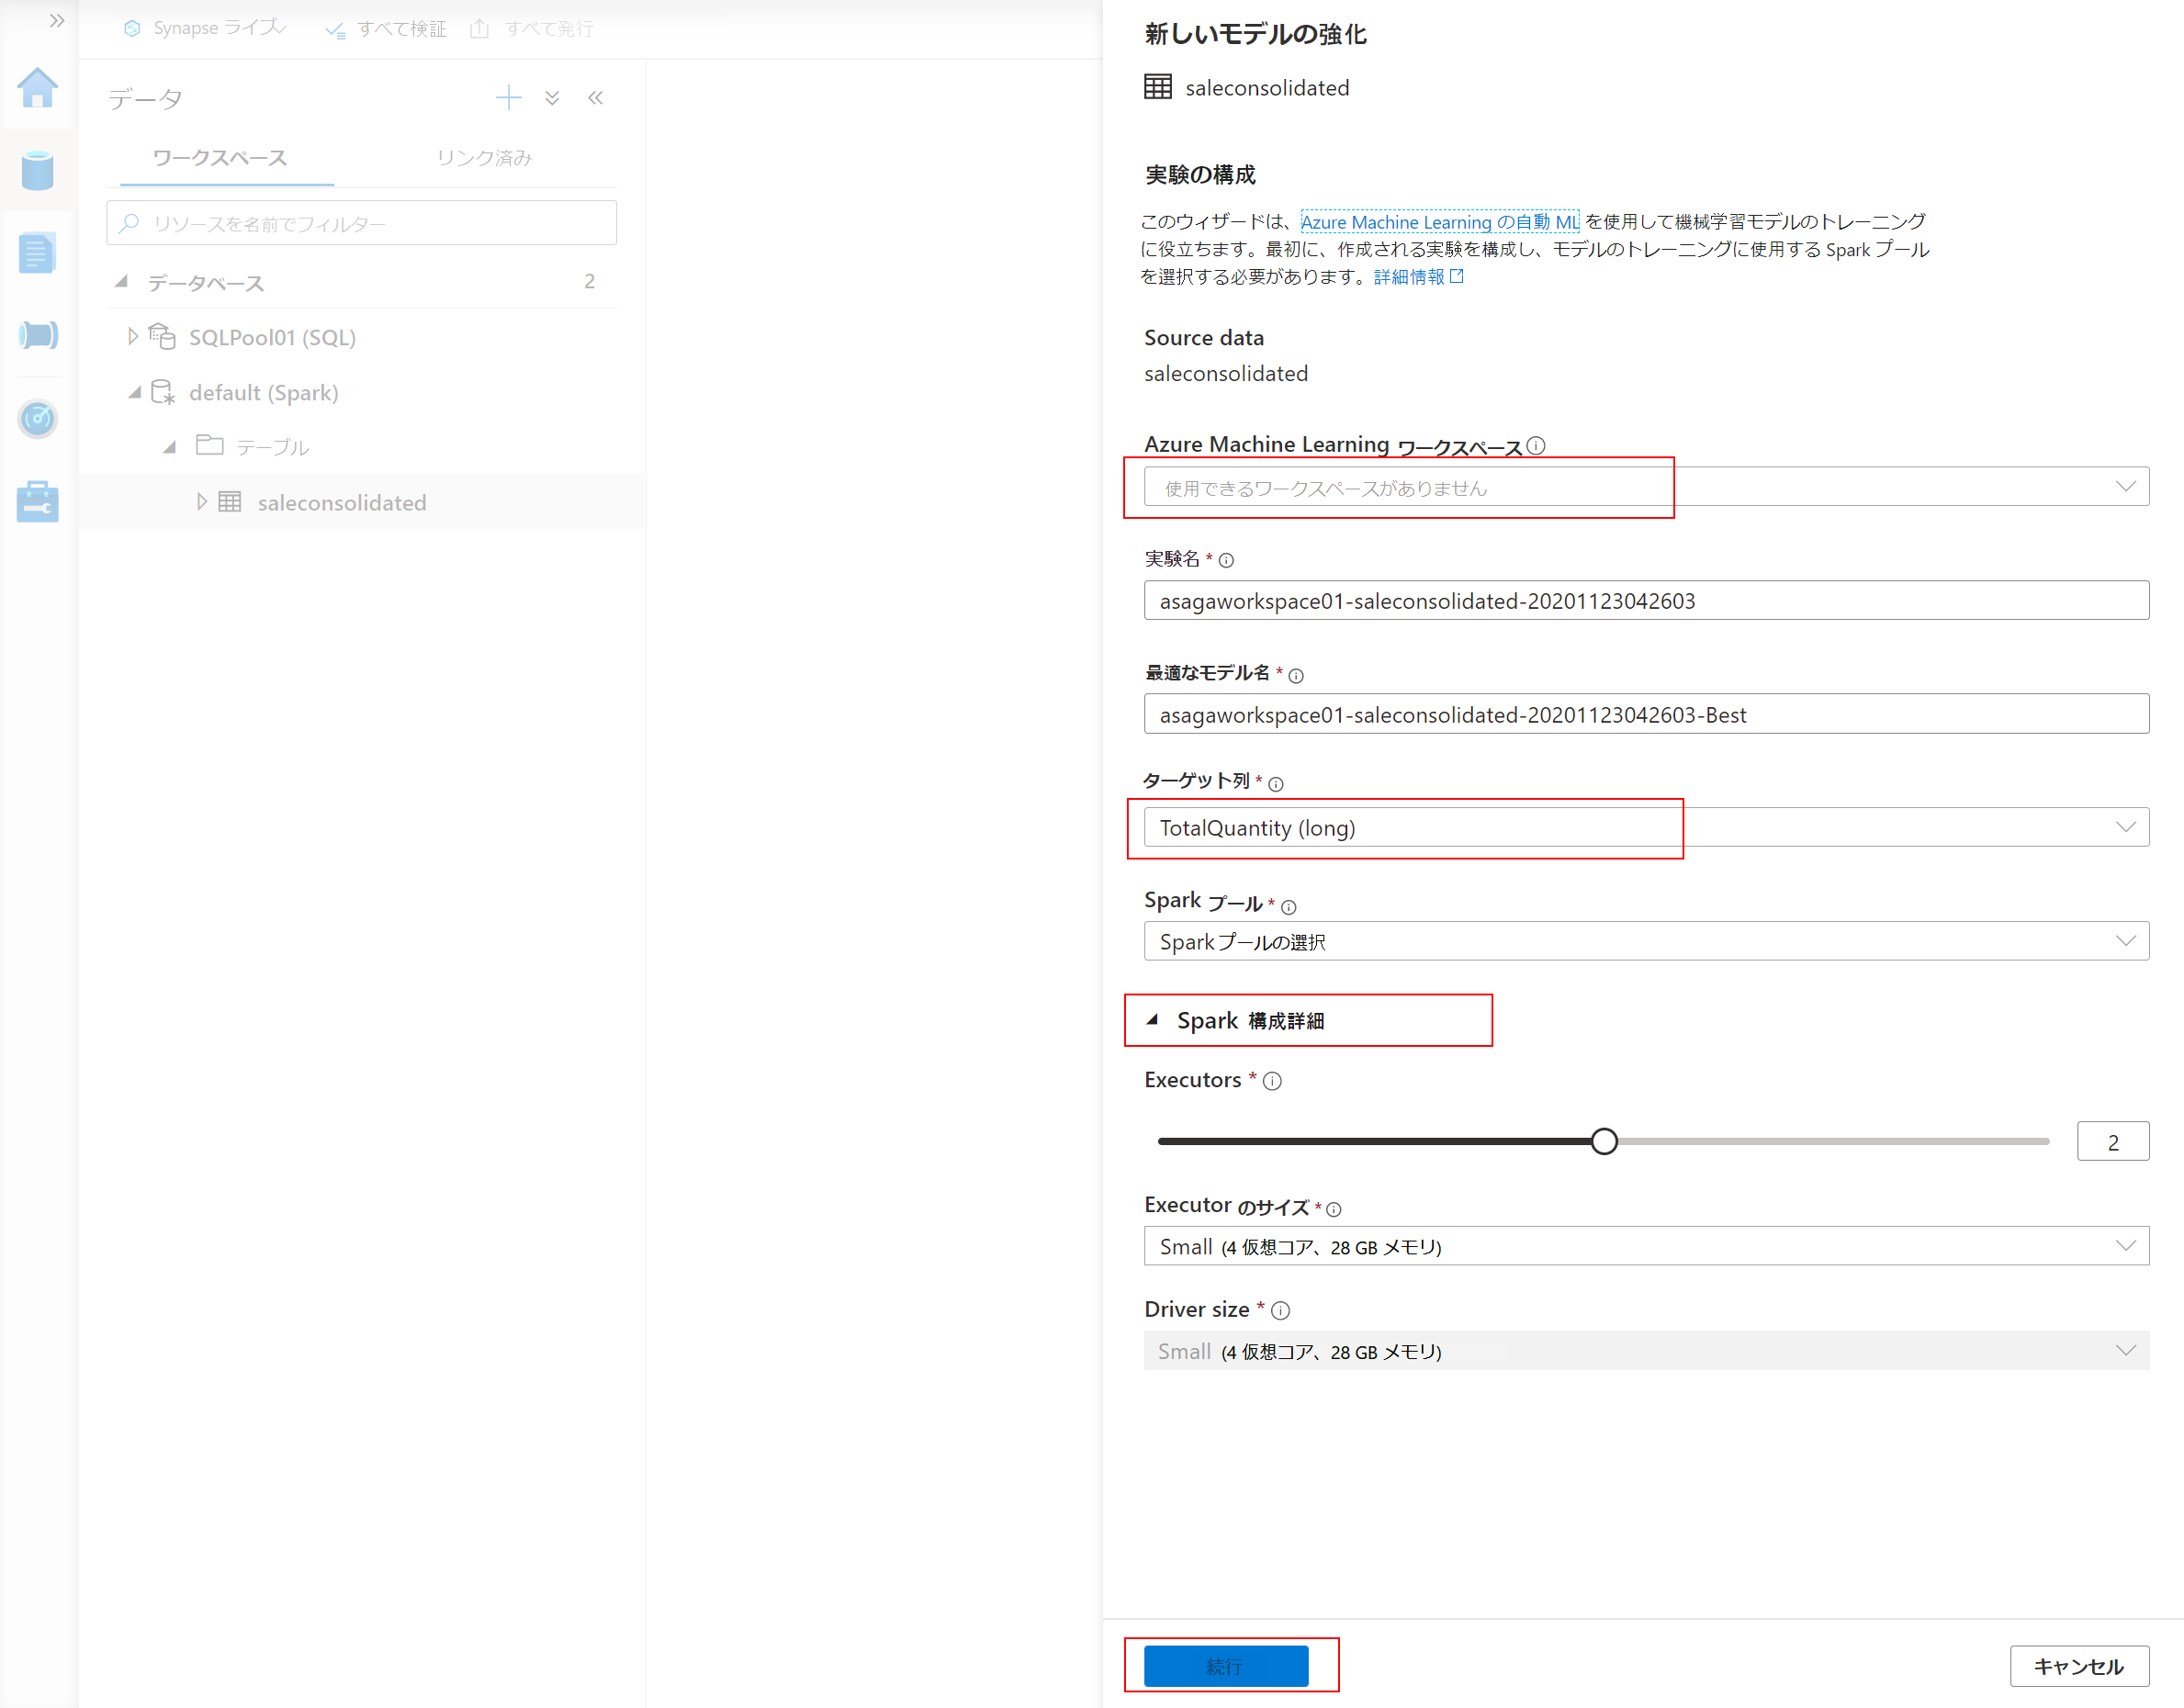 Synapse ライブ
すべて検証
すべて発行
データ
ワークスペース
リンク済み
リソースを名前でフィルター
データベース
2
SQLPool01 (SQL)
default (Spark)
テーブル
saleconsolidated
新しいモデルの強化
saleconsolidated
実験の構成
このウィザードは、Azure Machine Learning の自動 ML を使用して機械学習モデルのトレーニング
に役立ちます。最初に、作成される実験を構成し、モデルのトレーニングに使用する Spark プール
を選択する必要があります。詳細情報
Source data
saleconsolidated
Azure Machine Learning ワークスペース
使用できるワークスペースがありません
実験名 *
asagaworkspace01-saleconsolidated-20201123042603
最適なモデル名 *
asagaworkspace01-saleconsolidated-20201123042603-Best
ターゲット列 *
TotalQuantity (long)
Spark プール *
Sparkプールの選択
Spark 構成詳細
Executors *
2
Executor のサイズ *
Small (4 仮想コア、28 GB メモリ)
Driver size *
Small (4 仮想コア、28 GB メモリ)
続行
キャンセル